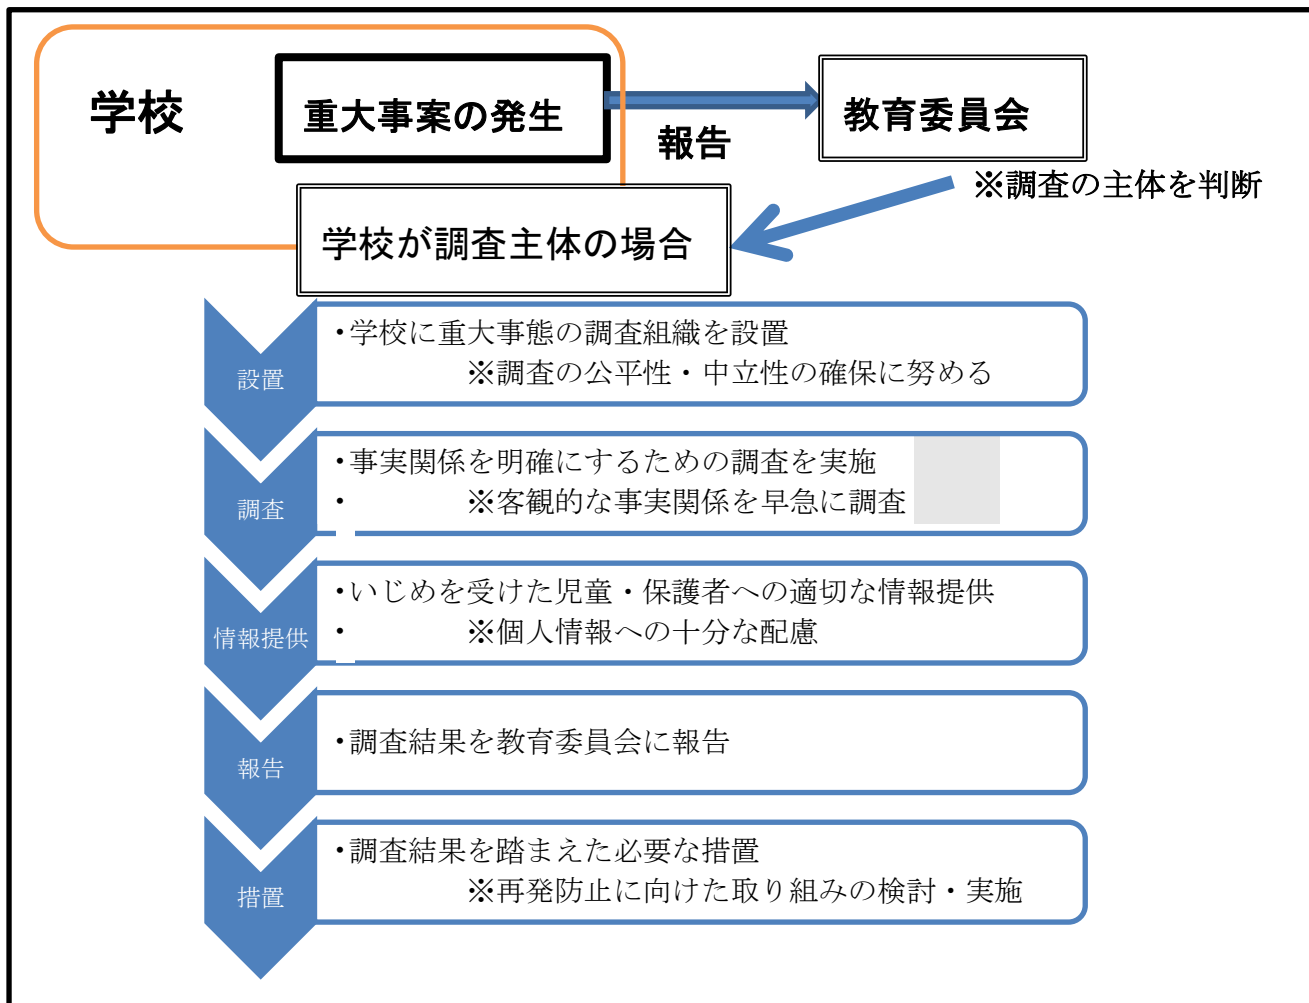 学校
重大事案の発生
報告
教育委員会
※調査の主体を判断
学校が調査主体の場合
設置
・学校に重大事態の調査組織を設置
※調査の公平性・中立性の確保に努める
調査
・事実関係を明確にするための調査を実施
・ ※客観的な事実関係を早急に調査
情報提供
・いじめを受けた児童・保護者への適切な情報提供
・ ※個人情報への十分な配慮
報告
・調査結果を教育委員会に報告
措置
・調査結果を踏まえた必要な措置
※再発防止に向けた取り組みの検討・実施